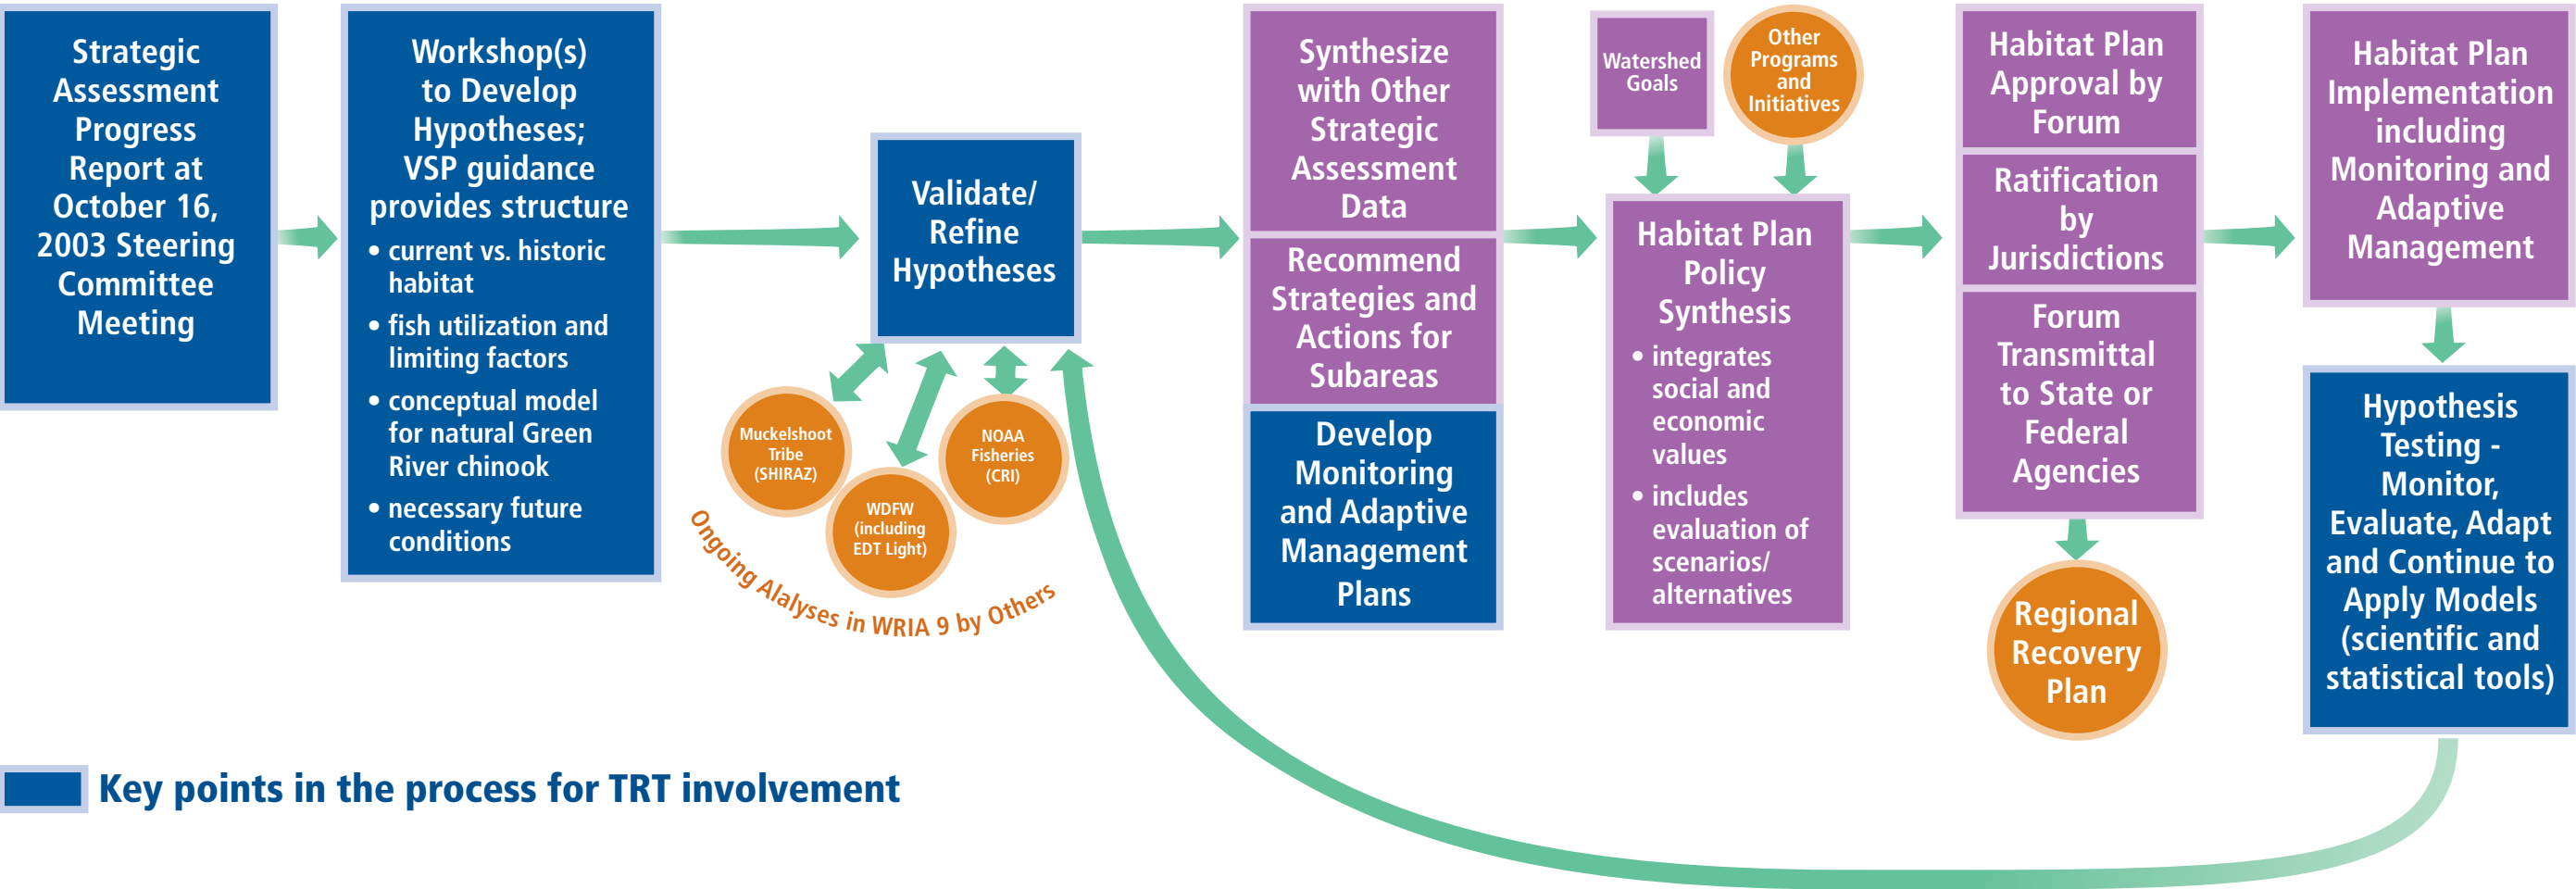 Strategic
Assessment
Progress
Report at
October 16,
2003 Steering
Committee
Meeting
Workshop(s)
to Develop
Hypotheses;
VSP guidance
provides structure
• current vs. historic
habitat
• fish utilization and
limiting factors
• conceptual model
for natural Green
River chinook
• necessary future
conditions
Validate/
Refine
Hypotheses
Muckelshoot
Tribe
(SHIRAZ)
WDFW
(including
EDT Light)
NOAA
Fisheries
(CRI)
Ongoing Alalyses in WRIA 9 by Others
Synthesize
with Other
Strategic
Assessment
Data
Recommend
Strategies and
Actions for
Subareas
Develop
Monitoring
and Adaptive
Management
Plans
Watershed
Goals
Other
Programs
and
Initiatives
Habitat Plan
Policy
Synthesis
• integrates
social and
economic
values
• includes
evaluation of
scenarios/
alternatives
Habitat Plan
Approval by
Forum
Ratification
by
Jurisdictions
Forum
Transmittal
to State or
Federal
Agencies
Regional
Recovery
Plan
Habitat Plan
Implementation
including
Monitoring and
Adaptive
Management
Hypothesis
Testing -
Monitor,
Evaluate, Adapt
and Continue to
Apply Models
(scientific and
statistical tools)
Key points in the process for TRT involvement